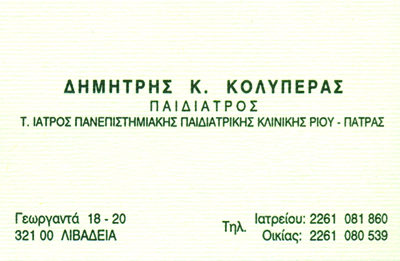 ΔΗΜΗΤΡΗΣ Κ. ΚΟΛΥΠΕΡΑΣ
ΠΑΙΔΙΑΤΡΟΣ
Τ. ΙΑΤΡΟΣ ΠΑΝΕΠΙΣΤΗΜΙΑΚΗΣ ΠΑΙΔΙΑΤΡΙΚΗΣ ΚΛΙΝΙΚΗΣ ΡΙΟΥ - ΠΑΤΡΑΣ
Γεωργαντά 18 - 20
321 00 ΛΙΒΑΔΕΙΑ
Τηλ.
Ιατρείου: 2261 081 860
Οικίας: 2261 080 539